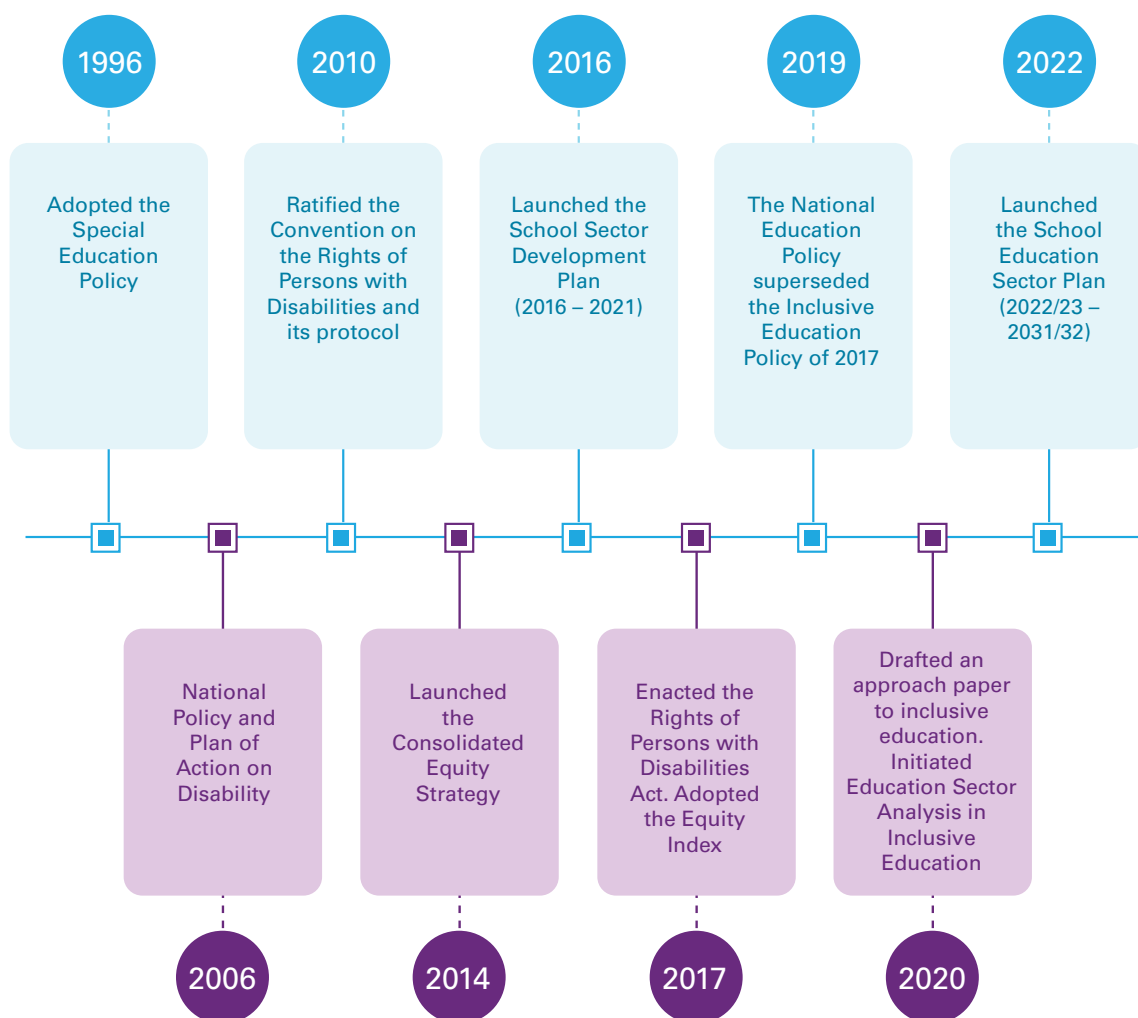 1996
Adopted the
Special
Education
Policy
2010
Ratified the
Convention on
the Rights of
Persons with
Disabilities and
its protocol
2016
Launched the
School Sector
Development
Plan
(2016 – 2021)
2019
The National
Education
Policy
superseded
the Inclusive
Education
Policy of 2017
2022
Launched
the School
Education
Sector Plan
(2022/23 –
2031/32)
National
Policy and
Plan of
Action on
Disability
2006
Launched
the
Consolidated
Equity
Strategy
2014
Enacted the
Rights of
Persons with
Disabilities
Act. Adopted
the Equity
Index
2017
Drafted an
approach paper
to inclusive
education.
Initiated
Education Sector
Analysis in
Inclusive
Education
2020